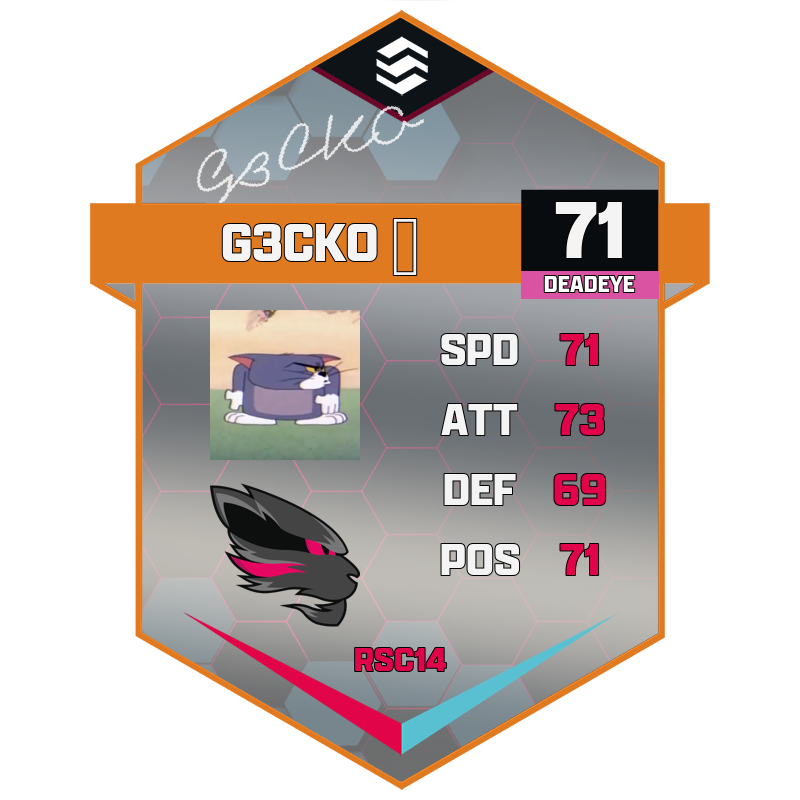 G3CKO
G3CKO
71
DEADEYE
SPD 71
ATT 73
DEF 69
POS 71
RSC14